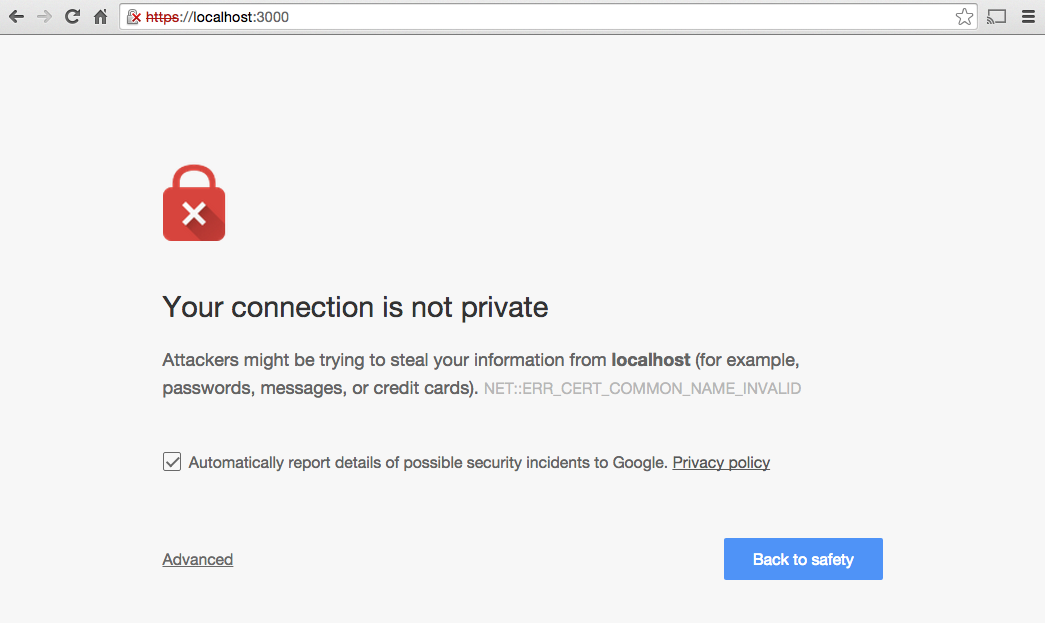 https://localhost:3000
Your connection is not private
Attackers might be trying to steal your information from localhost (for example,
passwords, messages, or credit cards). NET::ERR_CERT_COMMON_NAME_INVALID
Automatically report details of possible security incidents to Google. Privacy policy
Advanced
Back to safety